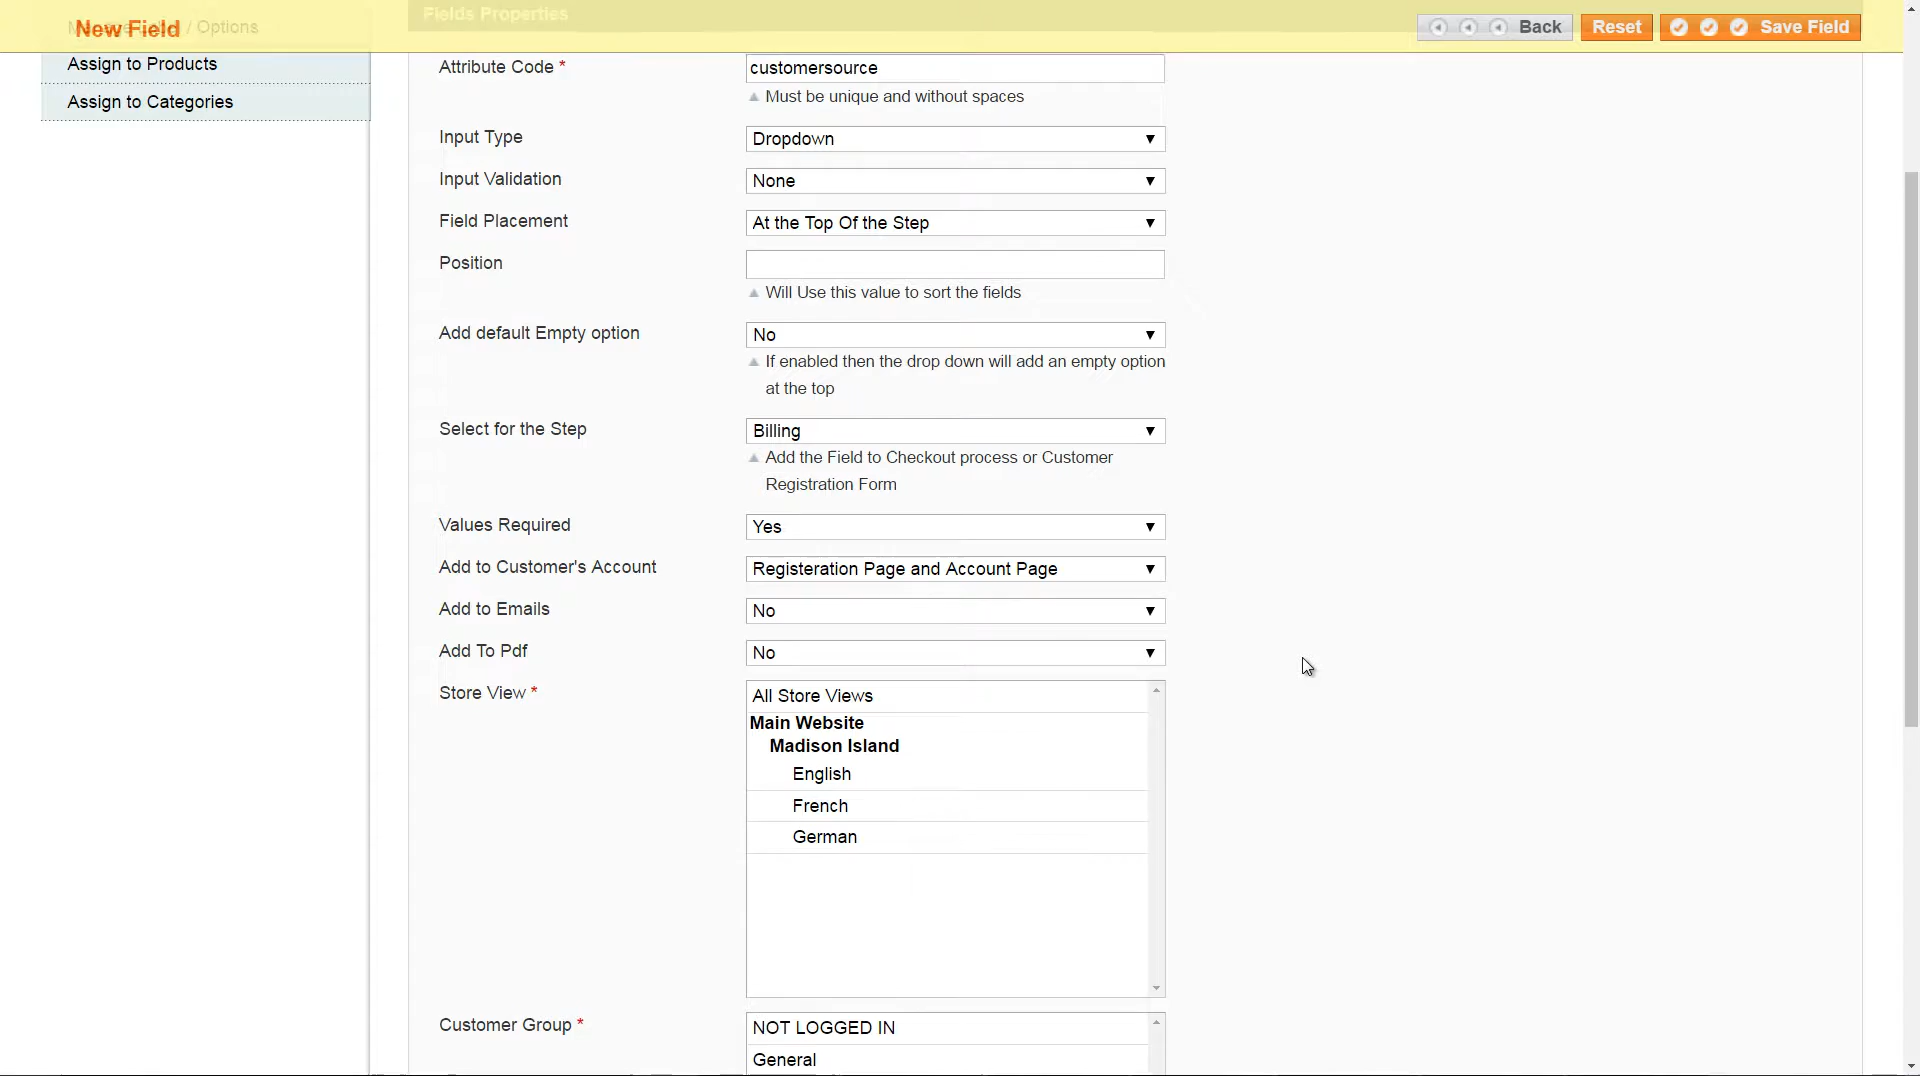 Fields Properties
New Field
/ Options
Back
Reset
Save Field
Assign to Products
Assign to Categories
Attribute Code *
customersource
Must be unique and without spaces
Input Type
Dropdown
Input Validation
None
Field Placement
At the Top Of the Step
Position
Will Use this value to sort the fields
Add default Empty option
No
If enabled then the drop down will add an empty option
at the top
Select for the Step
Billing
Add the Field to Checkout process or Customer
Registration Form
Values Required
Yes
Add to Customer's Account
Registeration Page and Account Page
Add to Emails
No
Add To Pdf
No
Store View *
All Store Views
Main Website
Madison Island
English
French
German
Customer Group *
NOT LOGGED IN
General